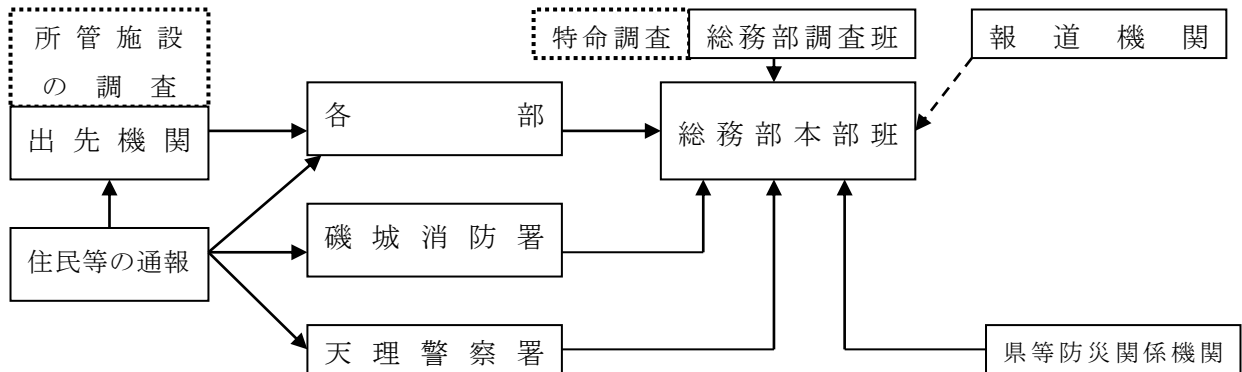 所管施設
の調査
特命調査
総務部調査班
報道機関
出先機関
各部
総務部本部班
住民等の通報
磯城消防署
天理警察署
県等防災関係機関